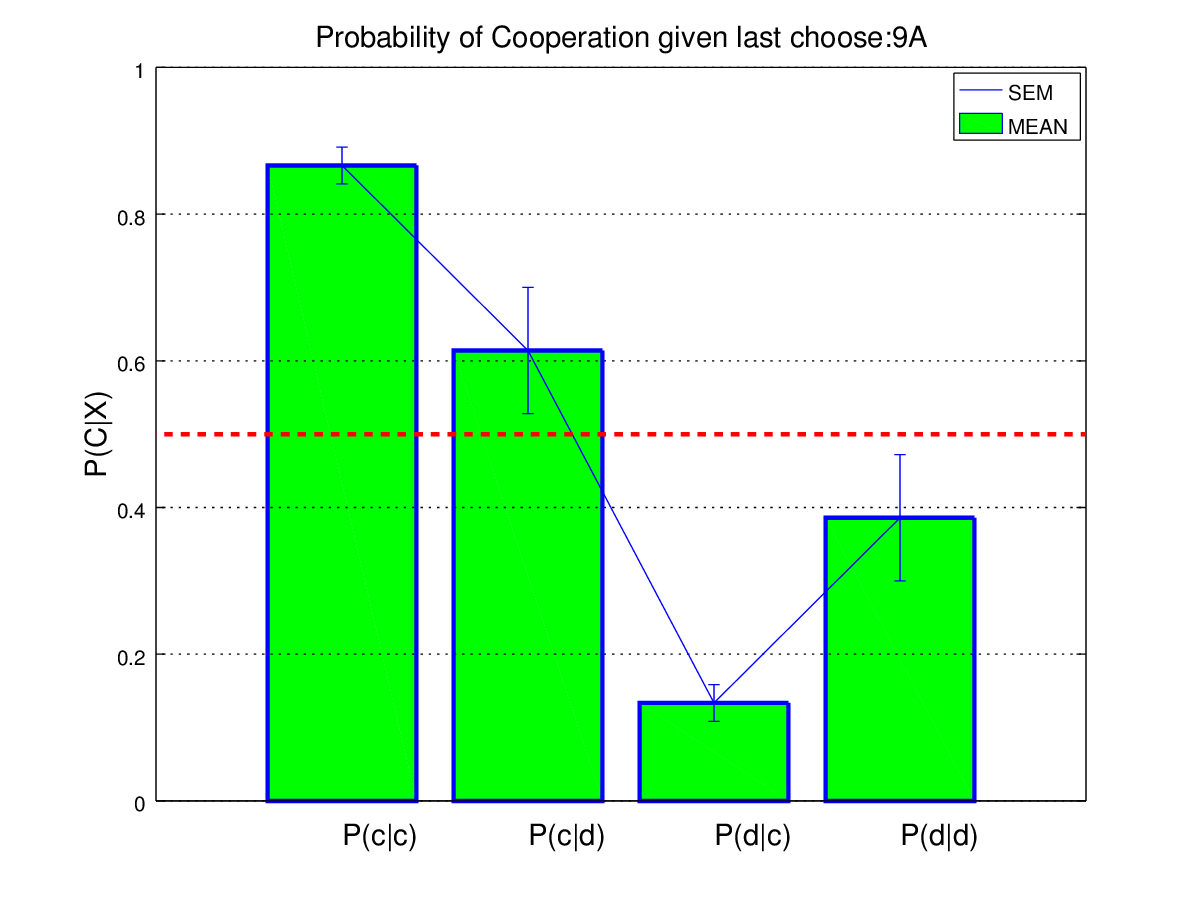 Probability of Cooperation given last choose:9A
SEM
MEAN
P(C|X)
1
0.8
0.6
0.4
0.2
0
P(c|c)
P(c|d)
P(d|c)
P(d|d)